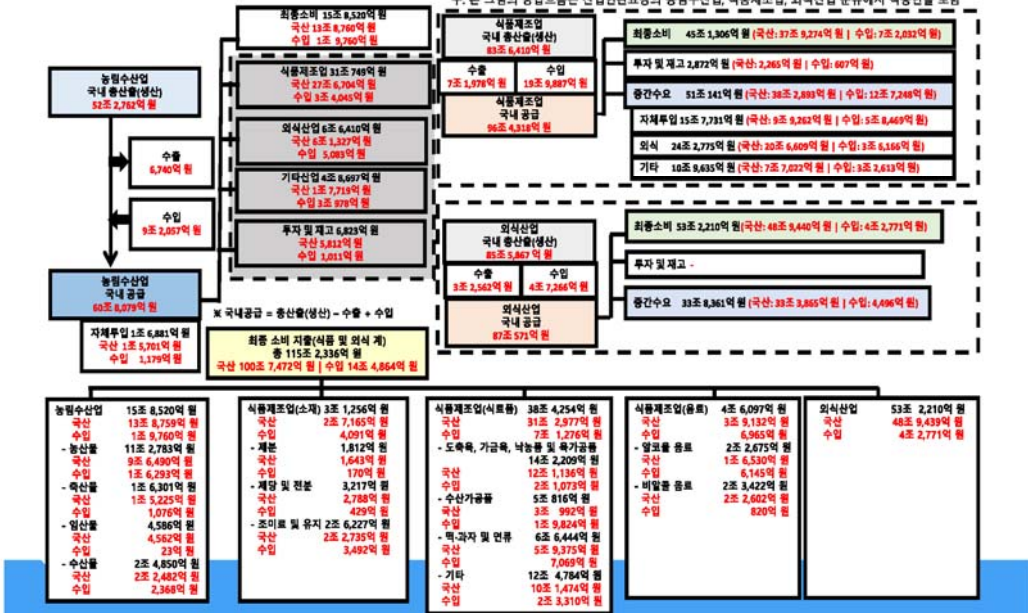 최종소비 15조 8,520억 원
국산 13조 8,760억 원
수입 1조 9,760억 원
농림수산업
국내 총산출(생산)
52조 2,762억 원
수출
6,740억 원
수입
9조 2,057억 원
농림수산업
국내 공급
60조 8,079억 원
자체투입 1조 6,881억 원
국산 1조 5,701억 원
수입 1,179억 원
식품제조업 31조 749억 원
국산 27조 6,704억 원
수입 3조 4,045억 원
외식산업 6조 6,410억 원
국산 6조 1,327억 원
수입 5,083억 원
기타산업 4조 8,697억 원
국산 1조 7,719억 원
수입 3조 978억 원
투자 및 재고 6,823억 원
국산 5,812억 원
수입 1,011억 원
※ 국내공급 = 총산출(생산) – 수출 + 수입
최종 소비 지출(식품 및 외식 계)
총 115조 2,336억 원
국산 100조 7,472억 원 | 수입 14조 4,864억 원
식품제조업
국내 총산출(생산)
83조 6,410억 원
수출
7조 1,978억 원
수입
19조 9,887억 원
식품제조업
국내 공급
96조 4,318억 원
최종소비 45조 1,306억 원 (국산: 37조 9,274억 원 | 수입: 7조 2,032억 원)
투자 및 재고 2,872억 원 (국산: 2,265억 원 | 수입: 607억 원)
중간수요 51조 141억 원 (국산: 38조 2,893억 원 | 수입: 12조 7,248억 원)
자체투입 15조 7,731억 원 (국산: 9조 9,262억 원 | 수입: 5조 8,469억 원)
외식 24조 2,775억 원 (국산: 20조 6,609억 원 | 수입: 3조 6,166억 원)
기타 10조 9,635억 원 (국산: 7조 7,022억 원 | 수입: 3조 2,613억 원)
외식산업
국내 총산출(생산)
85조 5,867억 원
수출
3조 2,562억 원
수입
4조 7,266억 원
외식산업
국내 공급
87조 571억 원
최종소비 53조 2,210억 원 (국산: 48조 9,440억 원 | 수입: 4조 2,771억 원)
투자 및 재고 -
중간수요 33조 8,361억 원 (국산: 33조 3,865억 원 | 수입: 4,496억 원)
농림수산업 15조 8,520억 원
국산 13조 8,759억 원
수입 1조 9,760억 원
- 농산물 11조 2,783억 원
국산 9조 6,490억 원
수입 1조 6,293억 원
- 축산물 1조 6,301억 원
국산 1조 5,225억 원
수입 1,076억 원
- 임산물 4,586억 원
국산 4,562억 원
수입 23억 원
- 수산물 2조 4,850억 원
국산 2조 2,482억 원
수입 2,368억 원
식품제조업(소재) 3조 1,256억 원
국산 2조 7,165억 원
수입 4,091억 원
- 제분 1,812억 원
국산 1,643억 원
수입 170억 원
- 제당 및 전분 3,217억 원
국산 2,788억 원
수입 429억 원
- 조미료 및 유지 2조 6,227억 원
국산 2조 2,735억 원
수입 3,492억 원
식품제조업(식료품) 38조 4,254억 원
국산 31조 2,977억 원
수입 7조 1,276억 원
- 도축육, 가금육, 낙농품 및 육가공품
14조 2,209억 원
국산 12조 1,136억 원
수입 2조 1,073억 원
- 수산가공품 5조 816억 원
국산 3조 992억 원
수입 1조 9,824억 원
- 떡·과자 및 면류 6조 6,444억 원
국산 5조 9,375억 원
수입 7,069억 원
- 기타 12조 4,784억 원
국산 10조 1,474억 원
수입 2조 3,310억 원
식품제조업(음료) 4조 6,097억 원
국산 3조 9,132억 원
수입 6,965억 원
- 알코올 음료 2조 2,675억 원
국산 1조 6,530억 원
수입 6,145억 원
- 비알콜 음료 2조 3,422억 원
국산 2조 2,602억 원
수입 820억 원
외식산업 53조 2,210억 원
국산 48조 9,439억 원
수입 4조 2,771억 원